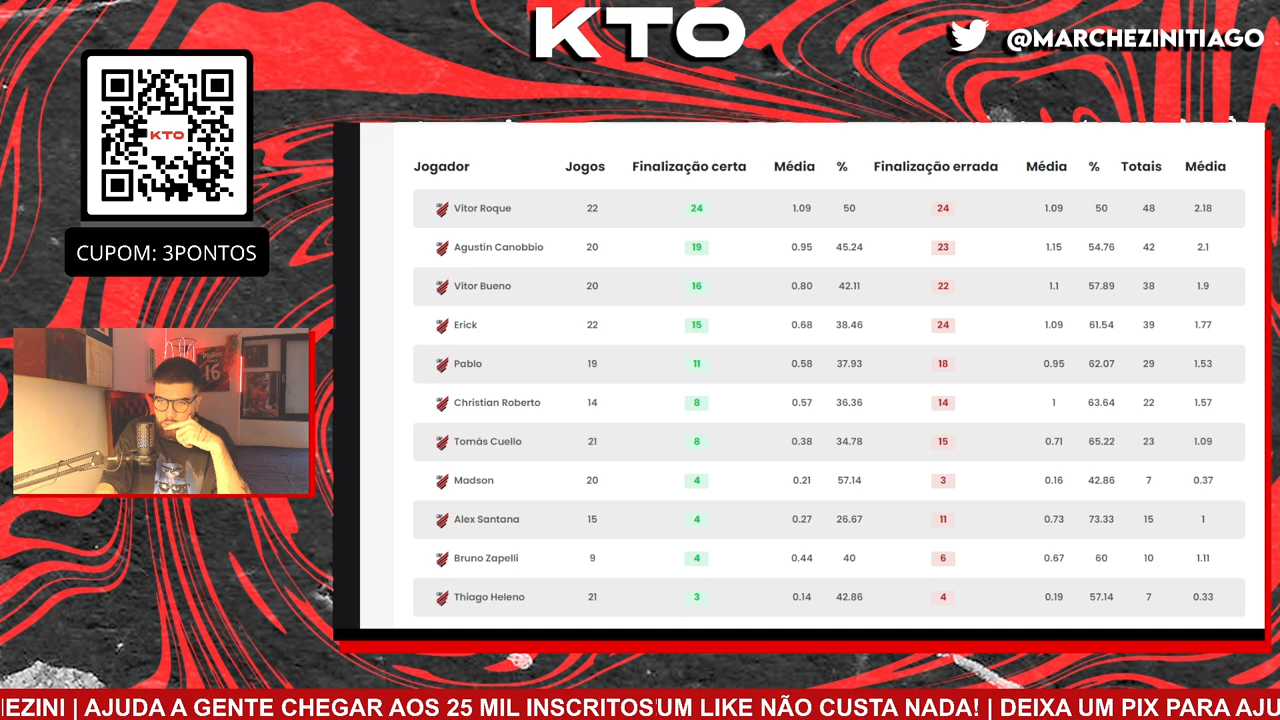 KTO
@MARCHEZINITIAGO
KTO
CUPOM: 3PONTOS
16
Jogador Jogos Finalização certa Média % Finalização errada Média % Totais Média
Vitor Roque 22 24 1.09 50 24 1.09 50 48 2.18
Agustín Canobbio 20 19 0.95 45.24 23 1.15 54.76 42 2.1
Vitor Bueno 20 16 0.80 42.11 22 1.1 57.89 38 1.9
Erick 22 15 0.68 38.46 24 1.09 61.54 39 1.77
Pablo 19 11 0.58 37.93 18 0.95 62.07 29 1.53
Christian Roberto 14 8 0.57 36.36 14 1 63.64 22 1.57
Tomás Cuello 21 8 0.38 34.78 15 0.71 65.22 23 1.09
Madson 20 4 0.21 57.14 3 0.16 42.86 7 0.37
Alex Santana 15 4 0.27 26.67 11 0.73 73.33 15 1
Bruno Zapelli 9 4 0.44 40 6 0.67 60 10 1.11
Thiago Heleno 21 3 0.14 42.86 4 0.19 57.14 7 0.33
EZINI | AJUDA A GENTE CHEGAR AOS 25 MIL INSCRITOS UM LIKE NÃO CUSTA NADA! | DEIXA UM PIX PARA AJU